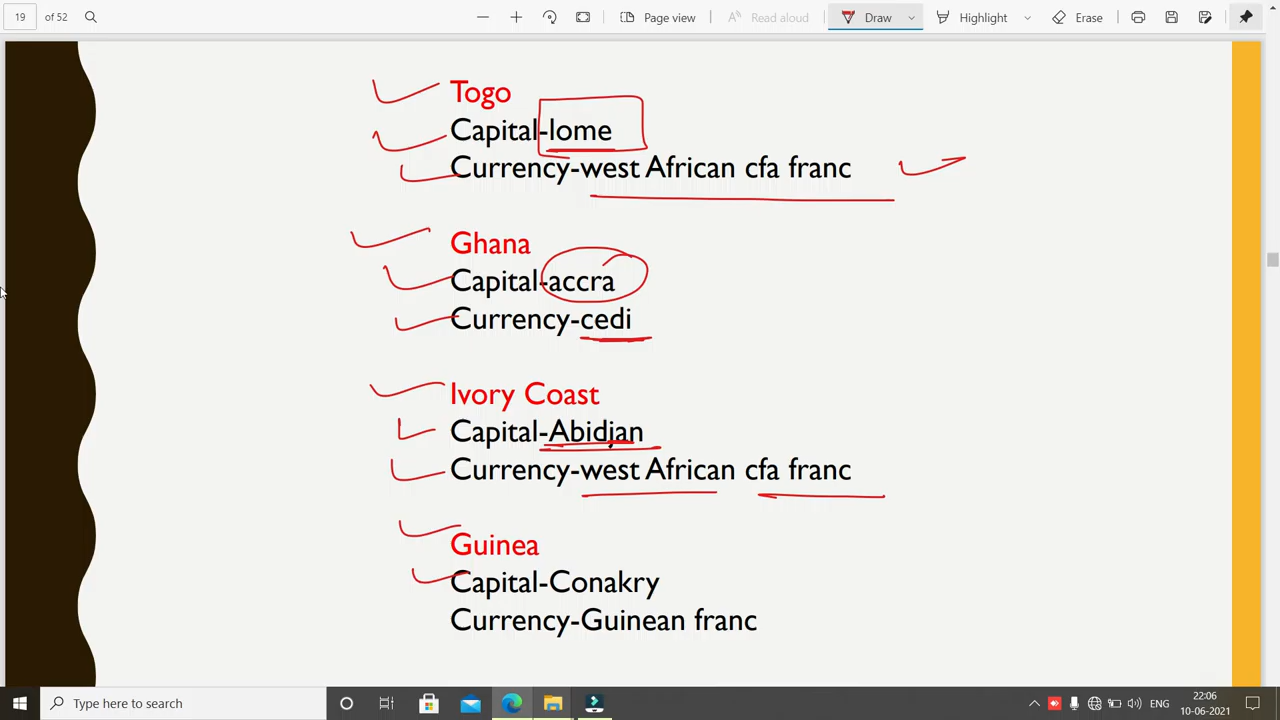 19 of 52 Page view Read aloud Draw Highlight Erase
Togo
Capital-lome
Currency-west African cfa franc
Ghana
Capital-accra
Currency-cedi
Ivory Coast
Capital-Abidjan
Currency-west African cfa franc
Guinea
Capital-Conakry
Currency-Guinean franc
Type here to search ENG 22:06
10-06-2021